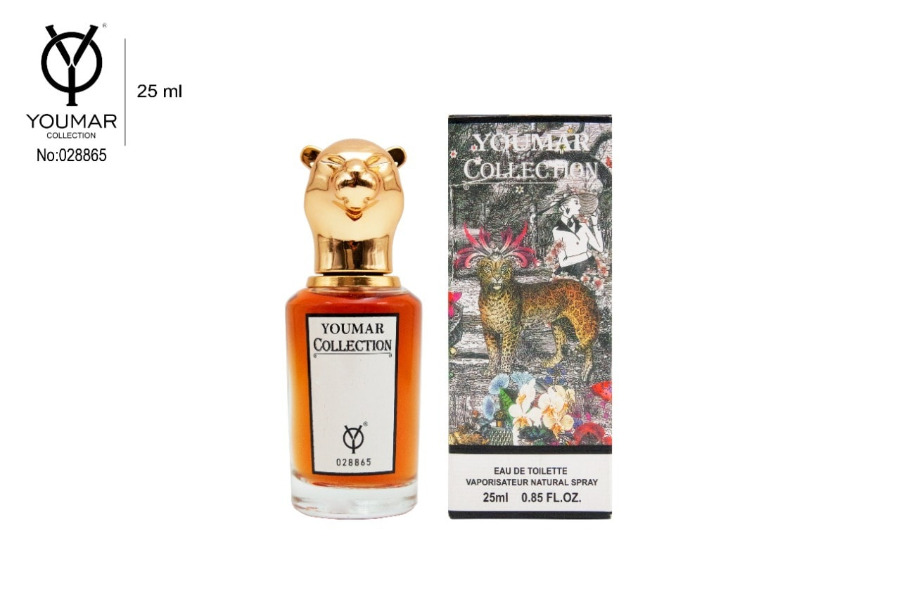 ®
YOUMAR
COLLECTION
No:028865
25 ml
YOUMAR
COLLECTION
®
028865
YOUMAR
COLLECTION
EAU DE TOILETTE
VAPORISATEUR NATURAL SPRAY
25ml 0.85 FL.OZ.